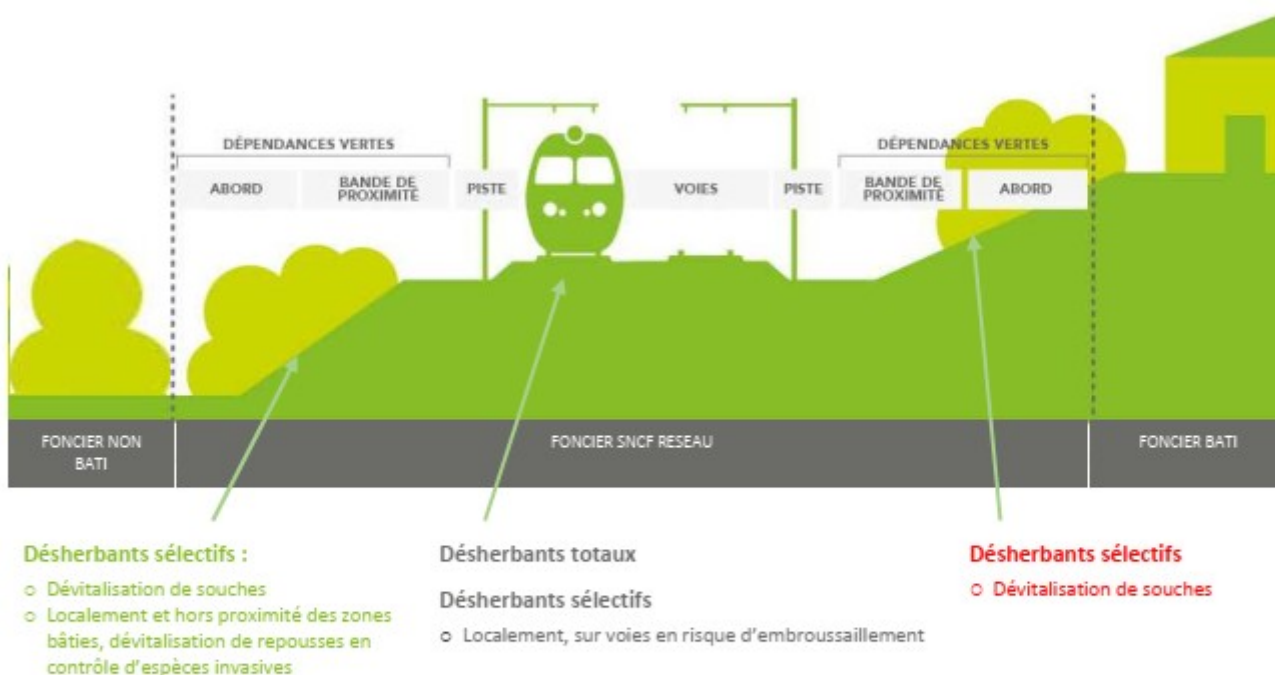 DÉPENDANCES VERTES
DÉPENDANCES VERTES
ABORD
BANDE DE
PROXIMITÉ
PISTE
VOIES
PISTE
BANDE DE
PROXIMITÉ
ABORD
FONCIER NON
BATI
FONCIER SNCF RESEAU
FONCIER BATI
Désherbants sélectifs :
o Dévitalisation de souches
o Localement et hors proximité des zones
bâties, dévitalisation de repousses en
contrôle d'espèces invasives
Désherbants totaux
Désherbants sélectifs
o Localement, sur voies en risque d'embroussaillement
Désherbants sélectifs
o Dévitalisation de souches